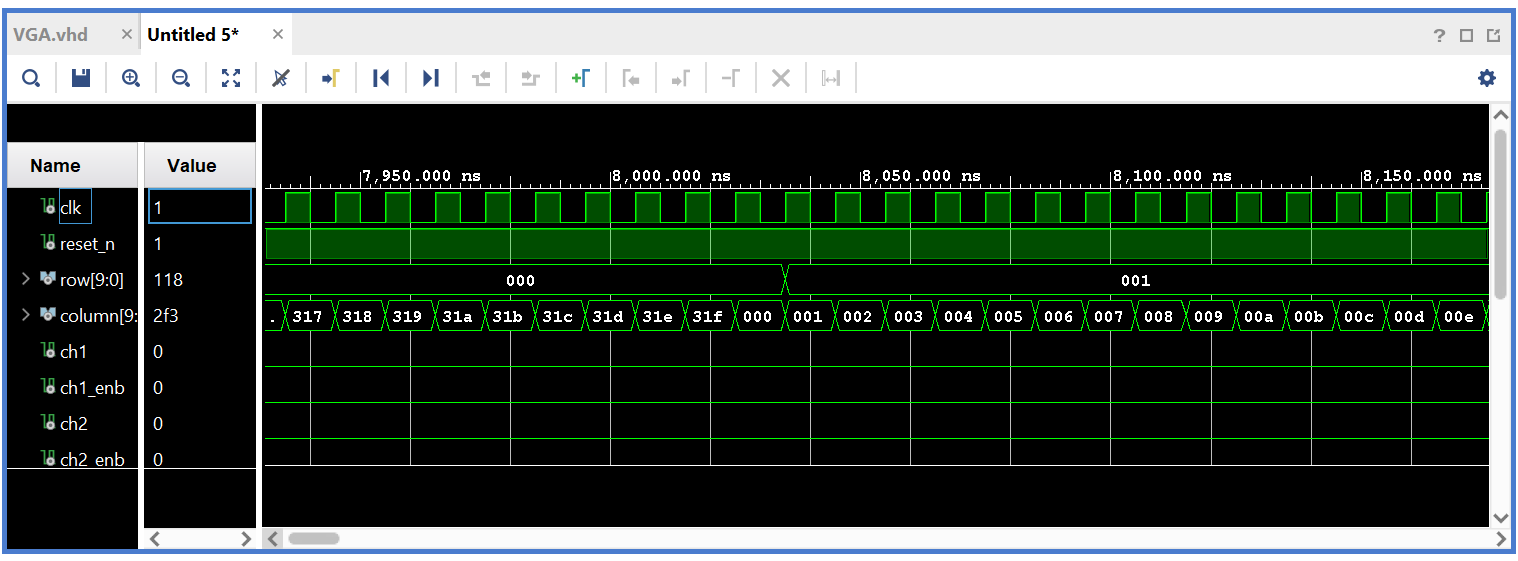 VGA.vhd × Untitled 5* × ?
Name Value
7,950.000 ns 8,000.000 ns 8,050.000 ns 8,100.000 ns 8,150.000 ns
clk 1
reset_n 1
row[9:0] 118 000 001
column[9: 2f3 . 317 318 319 31a 31b 31c 31d 31e 31f 000 001 002 003 004 005 006 007 008 009 00a 00b 00c 00d 00e
ch1 0
ch1_enb 0
ch2 0
ch2_enb 0